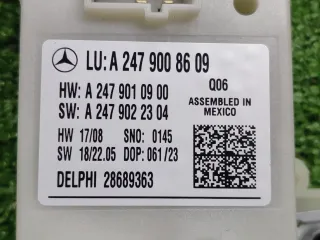 LU: A 247 900 86 09
HW: A 247 901 09 00
Q06
SW: A 247 902 23 04
ASSEMBLED IN
MEXICO
HW 17/08 SNO: 0145
SW 18/22.05 DOP: 061/23
DELPHI 28689363